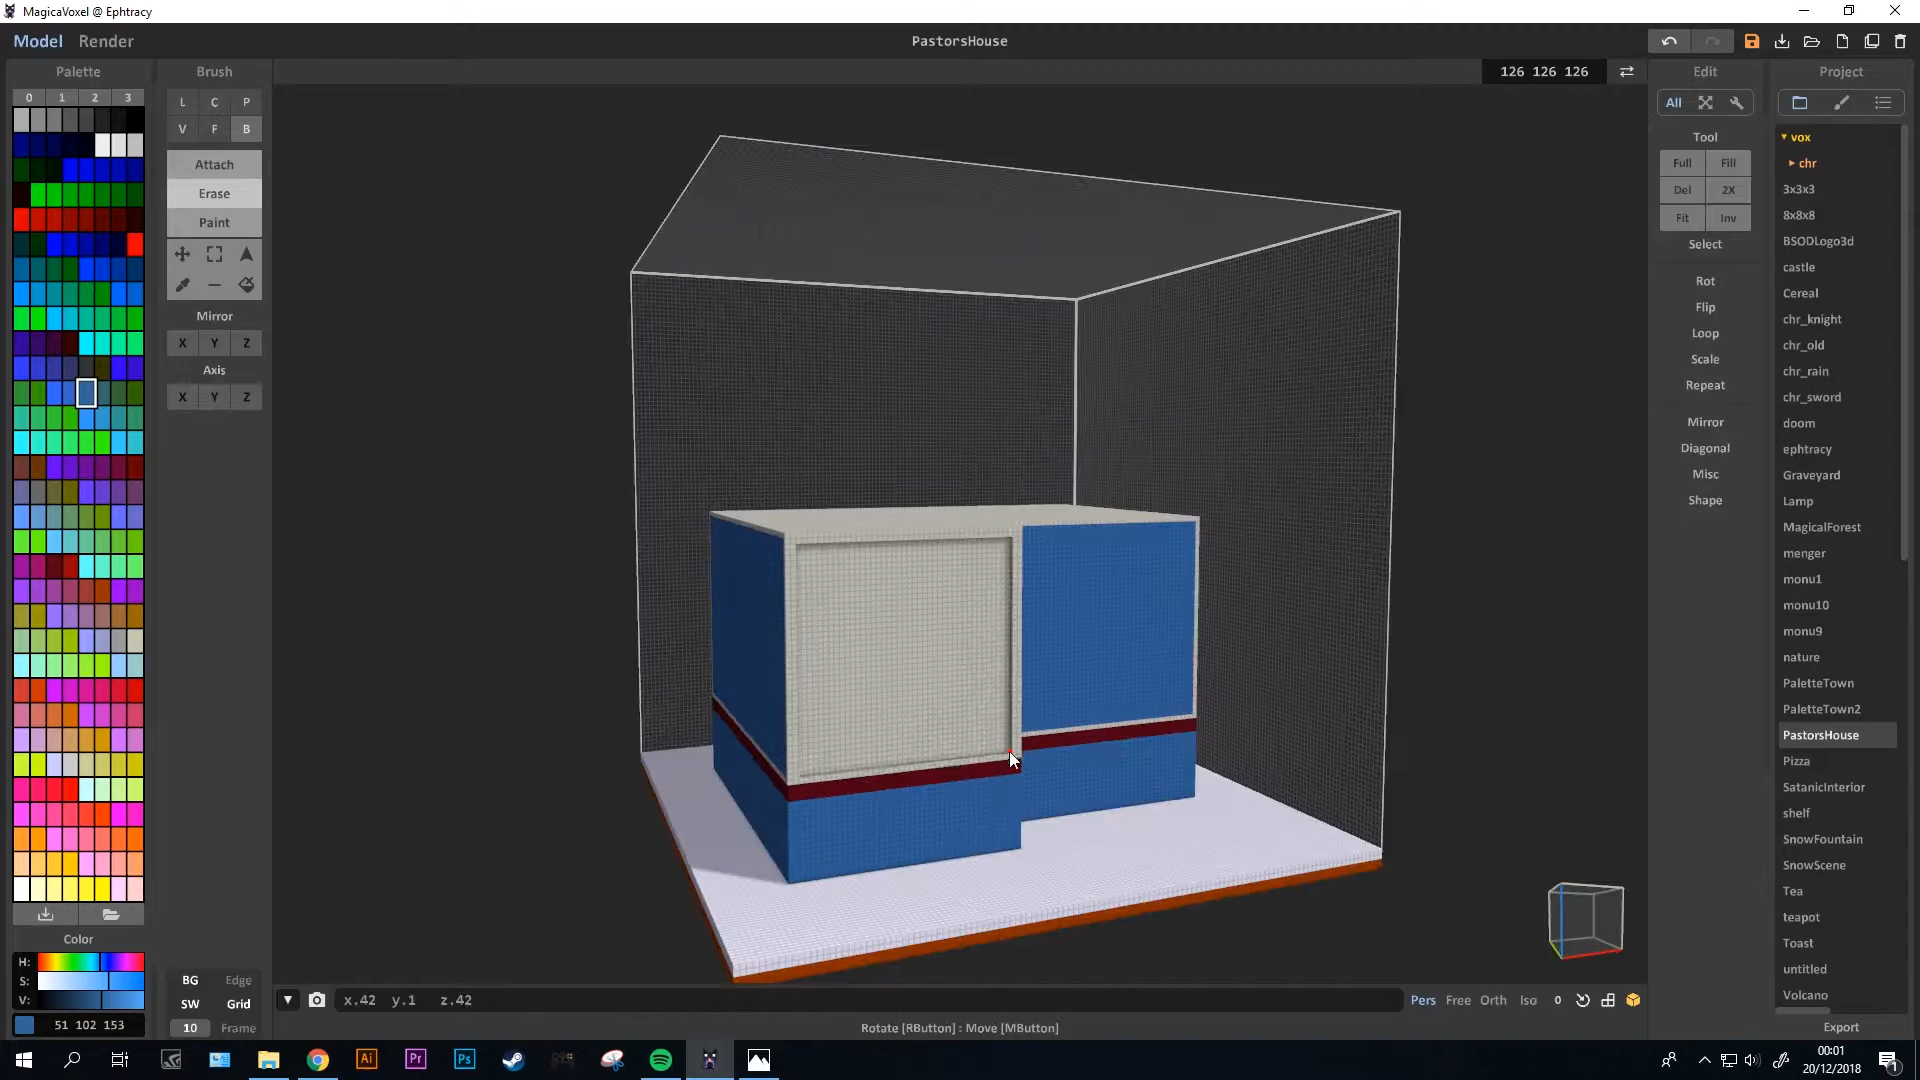 MagicaVoxel @ Ephtracy
Model Render
PastorsHouse
Palette
0 1 2 3
Brush
L C P
V F B
Attach
Erase
Paint
Mirror
X Y Z
Axis
X Y Z
126 126 126
Edit
All
Tool
Full Fill
Del 2X
Fit Inv
Select
Rot
Flip
Loop
Scale
Repeat
Mirror
Diagonal
Misc
Shape
Project
vox
chr
3x3x3
8x8x8
BSODLogo3d
castle
Cereal
chr_knight
chr_old
chr_rain
chr_sword
doom
ephtracy
Graveyard
Lamp
MagicalForest
menger
monu1
monu10
monu9
nature
PaletteTown
PaletteTown2
PastorsHouse
Pizza
SatanicInterior
shelf
SnowFountain
SnowScene
Tea
teapot
Toast
untitled
Volcano
Export
Color
H:
S:
V:
51 102 153
BG Edge
SW Grid
10 Frame
x.42 y.1 z.42
Pers Free Orth Iso 0
Rotate [RButton] : Move [MButton]
Ai Pr Ps
00:01
20/12/2018
1